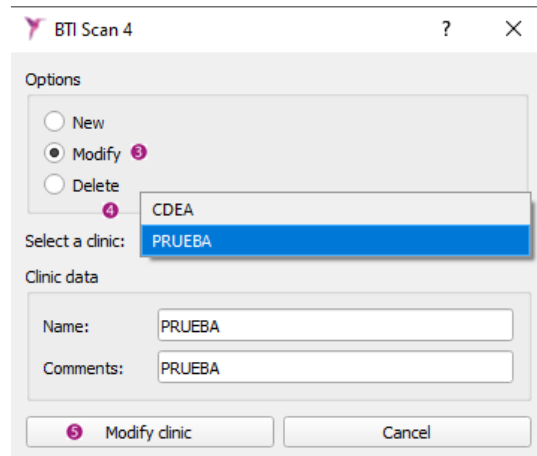 BTI Scan 4 ?
Options
New
Modify 3
Delete
4
CDEA
Select a clinic: PRUEBA
Clinic data
Name: PRUEBA
Comments: PRUEBA
5 Modify clinic Cancel